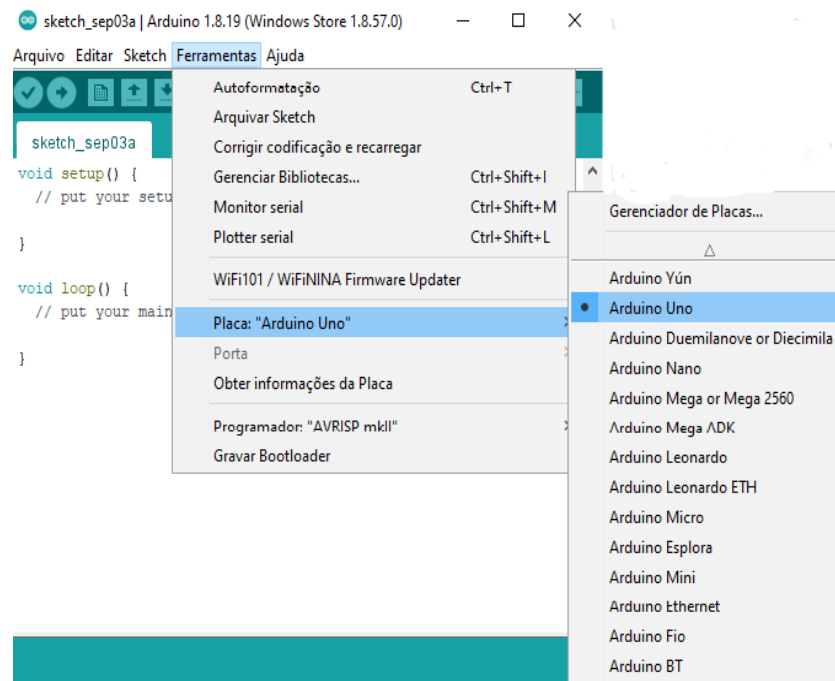 sketch_sep03a | Arduino 1.8.19 (Windows Store 1.8.57.0)
Arquivo Editar Sketch Ferramentas Ajuda
sketch_sep03a
void setup() {
// put your setu
}
void loop() {
// put your main
}
Autoformatação Ctrl+T
Arquivar Sketch
Corrigir codificação e recarregar
Gerenciar Bibliotecas... Ctrl+Shift+I
Monitor serial Ctrl+Shift+M
Plotter serial Ctrl+Shift+L
WiFi101 / WiFiNINA Firmware Updater
Placa: "Arduino Uno"
Porta
Obter informações da Placa
Programador: "AVRISP mkII"
Gravar Bootloader
Gerenciador de Placas...
Arduino Yún
Arduino Uno
Arduino Duemilanove or Diecimila
Arduino Nano
Arduino Mega or Mega 2560
Arduino Mega ADK
Arduino Leonardo
Arduino Leonardo ETH
Arduino Micro
Arduino Esplora
Arduino Mini
Arduino Ethernet
Arduino Fio
Arduino BT